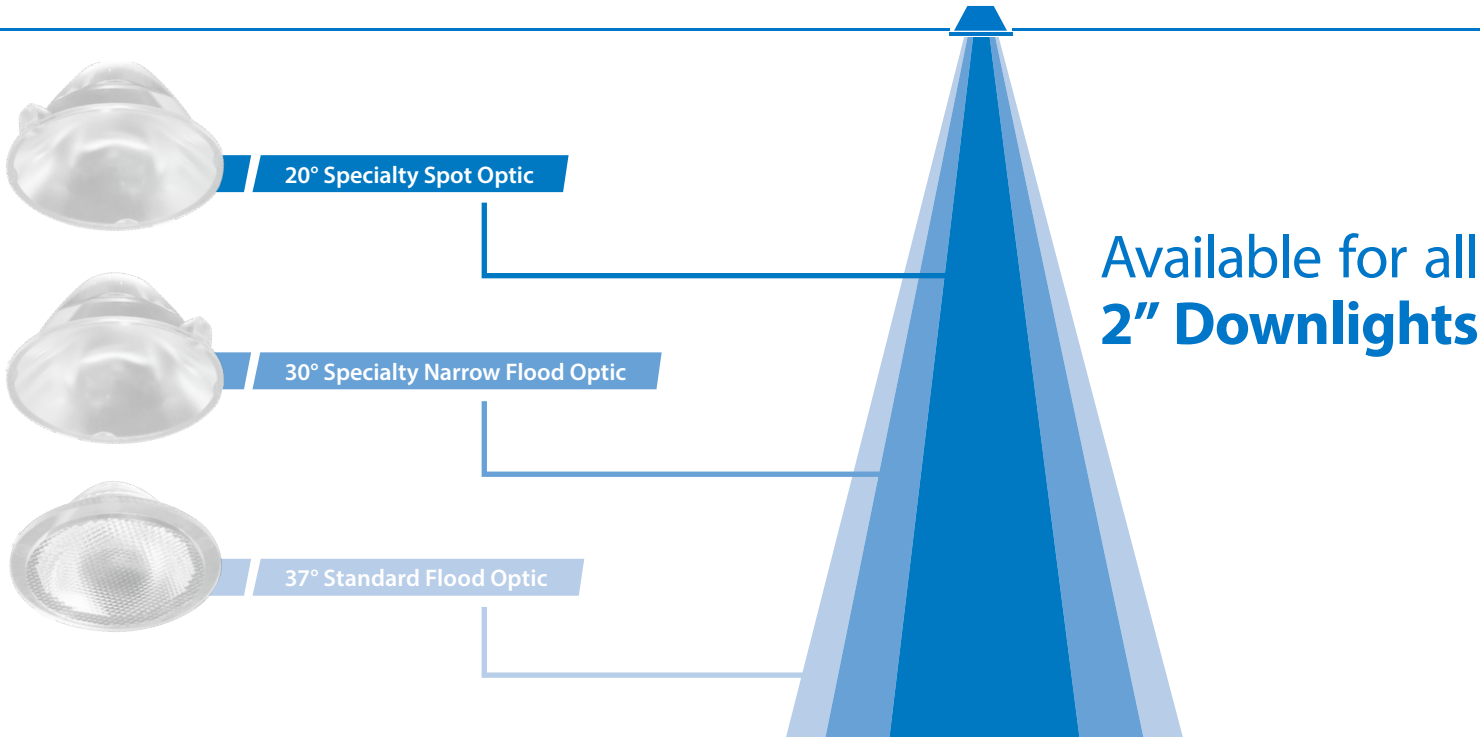 20° Specialty Spot Optic
Available for all
2″ Downlights
30° Specialty Narrow Flood Optic
37° Standard Flood Optic